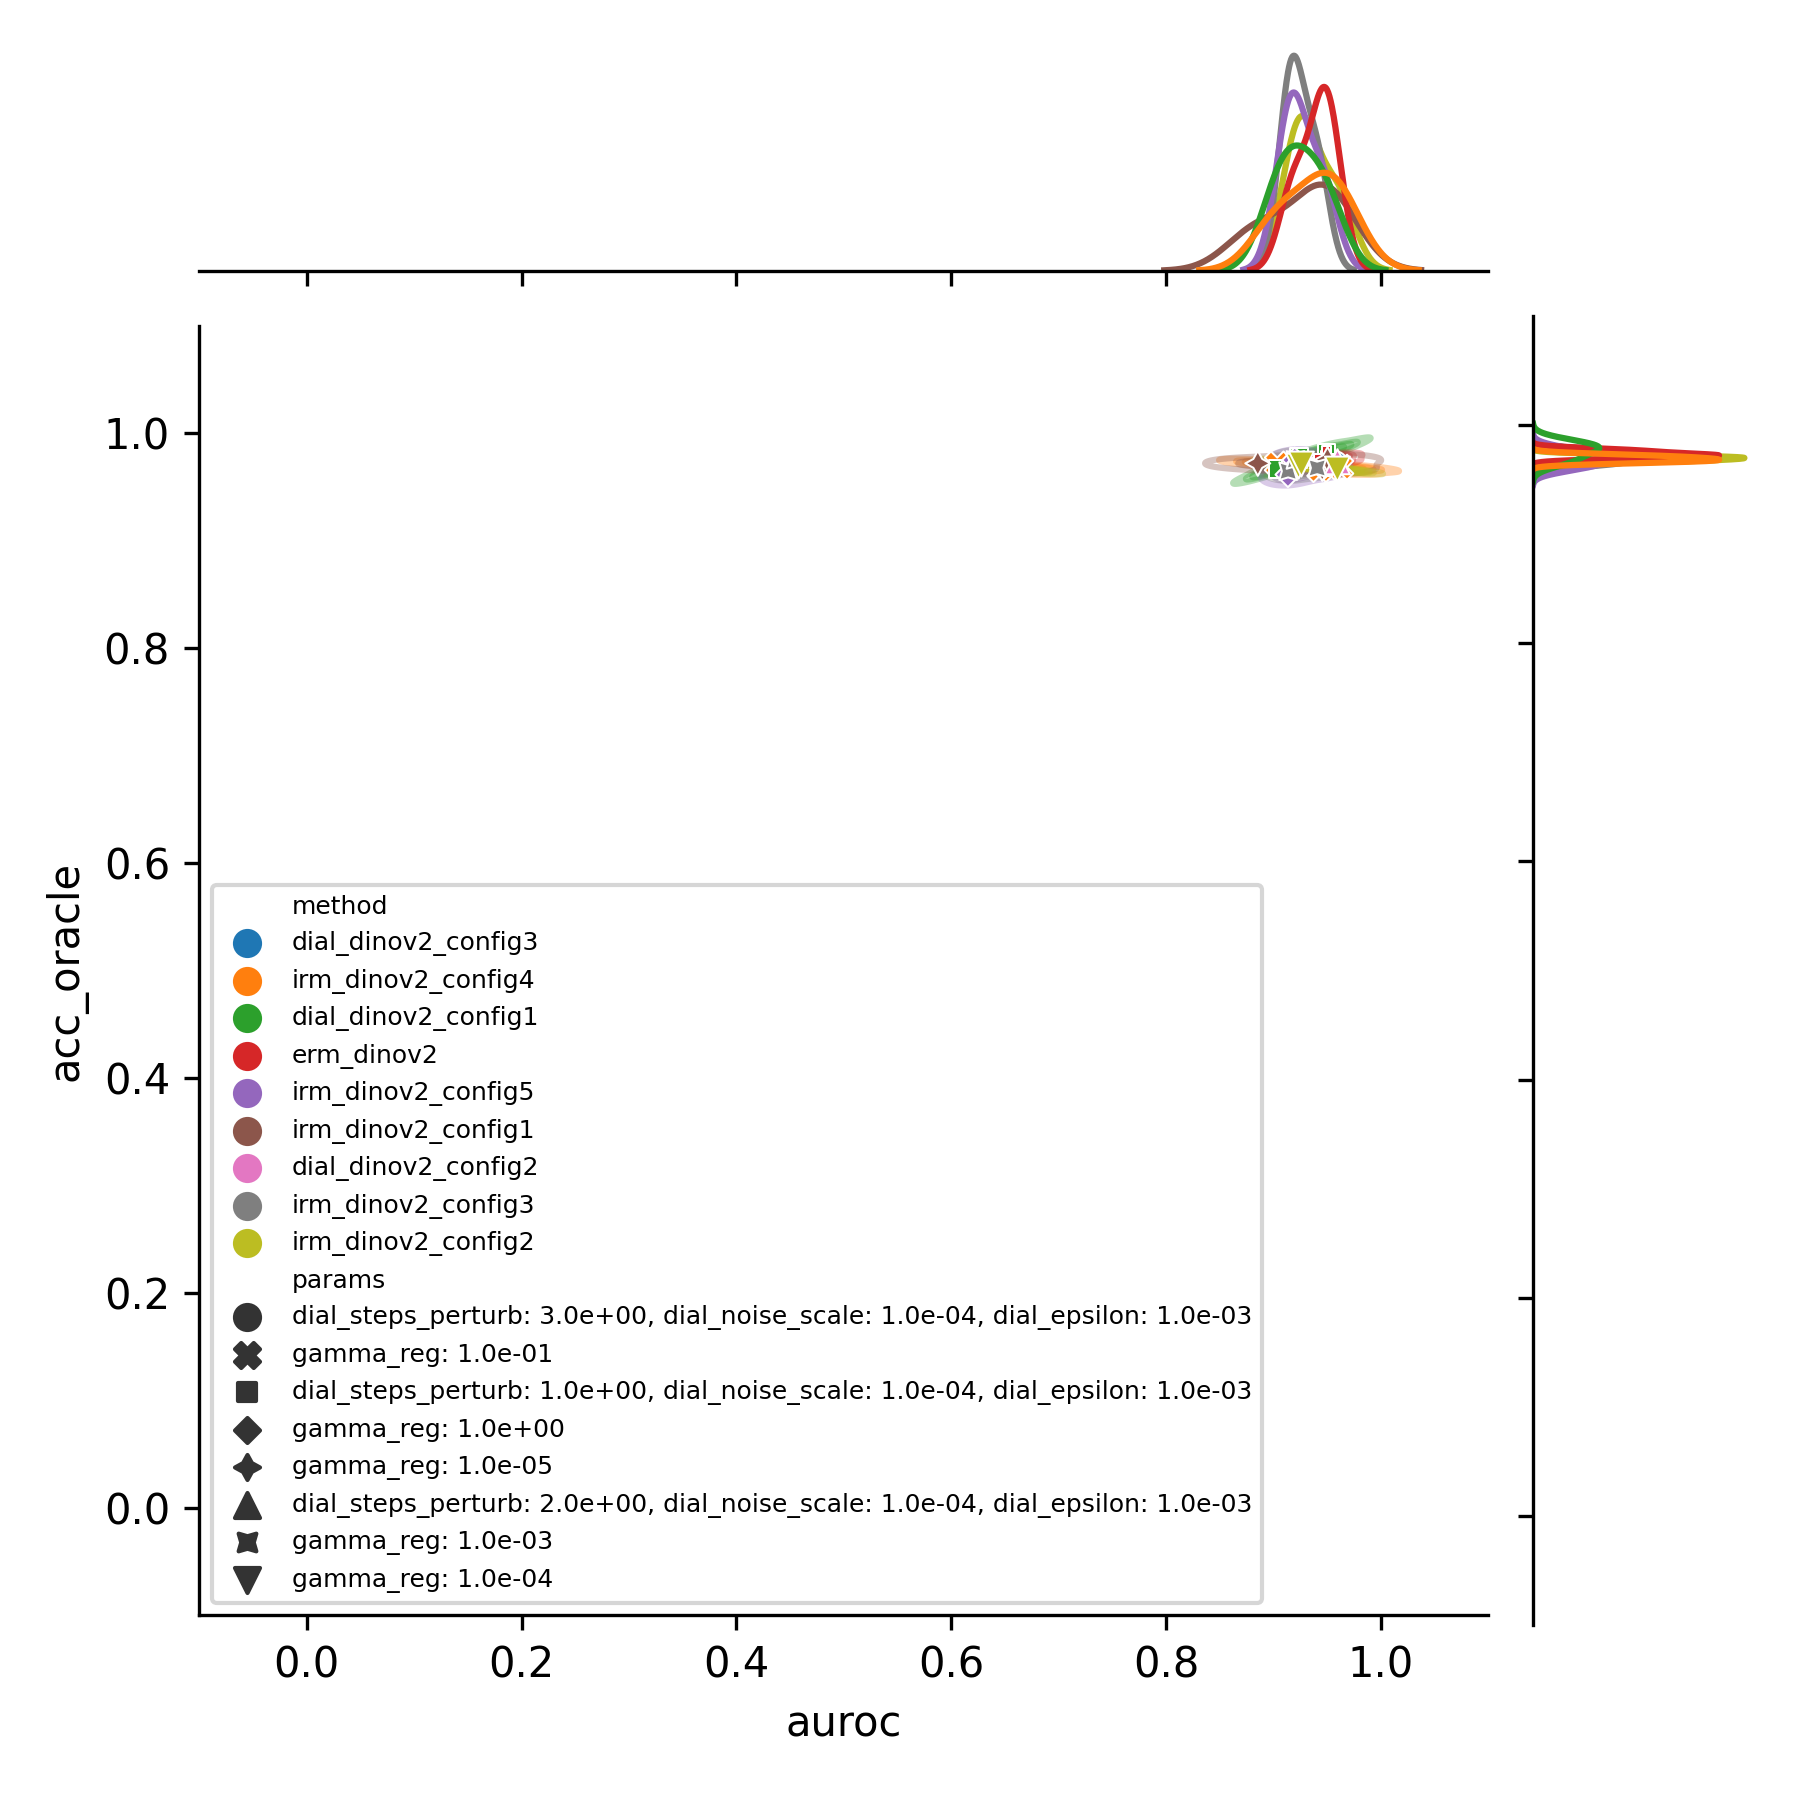 1.0
0.8
0.6
0.4
0.2
0.0
acc_oracle
method
dial_dinov2_config3
irm_dinov2_config4
dial_dinov2_config1
erm_dinov2
irm_dinov2_config5
irm_dinov2_config1
dial_dinov2_config2
irm_dinov2_config3
irm_dinov2_config2
params
dial_steps_perturb: 3.0e+00, dial_noise_scale: 1.0e-04, dial_epsilon: 1.0e-03
gamma_reg: 1.0e-01
dial_steps_perturb: 1.0e+00, dial_noise_scale: 1.0e-04, dial_epsilon: 1.0e-03
gamma_reg: 1.0e+00
gamma_reg: 1.0e-05
dial_steps_perturb: 2.0e+00, dial_noise_scale: 1.0e-04, dial_epsilon: 1.0e-03
gamma_reg: 1.0e-03
gamma_reg: 1.0e-04
0.0 0.2 0.4 0.6 0.8 1.0
auroc